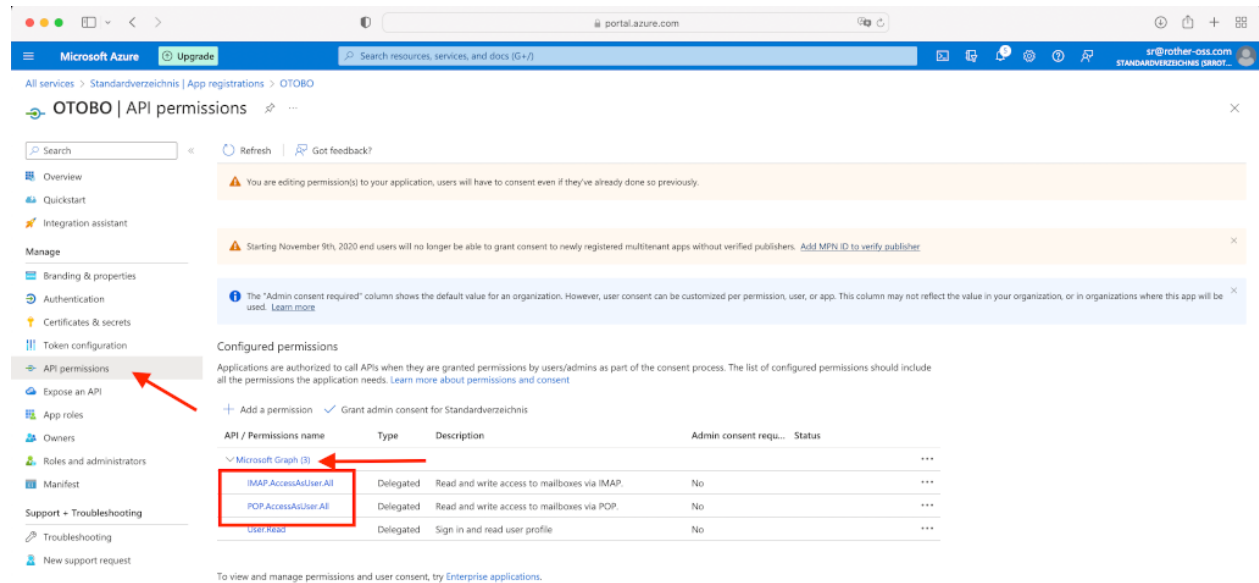 portal.azure.com
Microsoft Azure
Upgrade
Search resources, services, and docs (G+/)
sr@rother-oss.com
STANDARDVERZEICHNIS (SRROT...
All services > Standardverzeichnis | App registrations > OTOBO
OTOBO | API permissions
Search
Refresh
Got feedback?
Overview
Quickstart
Integration assistant
Manage
Branding & properties
Authentication
Certificates & secrets
Token configuration
API permissions
Expose an API
App roles
Owners
Roles and administrators
Manifest
Support + Troubleshooting
Troubleshooting
New support request
You are editing permission(s) to your application, users will have to consent even if they've already done so previously.
Starting November 9th, 2020 end users will no longer be able to grant consent to newly registered multitenant apps without verified publishers. Add MPN ID to verify publisher
The "Admin consent required" column shows the default value for an organization. However, user consent can be customized per permission, user, or app. This column may not reflect the value in your organization, or in organizations where this app will be
used. Learn more
Configured permissions
Applications are authorized to call APIs when they are granted permissions by users/admins as part of the consent process. The list of configured permissions should include
all the permissions the application needs. Learn more about permissions and consent
Add a permission
Grant admin consent for Standardverzeichnis
API / Permissions name Type Description Admin consent requ... Status
Microsoft Graph (3)
IMAP.AccessAsUser.All Delegated Read and write access to mailboxes via IMAP. No
POP.AccessAsUser.All Delegated Read and write access to mailboxes via POP. No
User.Read Delegated Sign in and read user profile No
To view and manage permissions and user consent, try Enterprise applications.